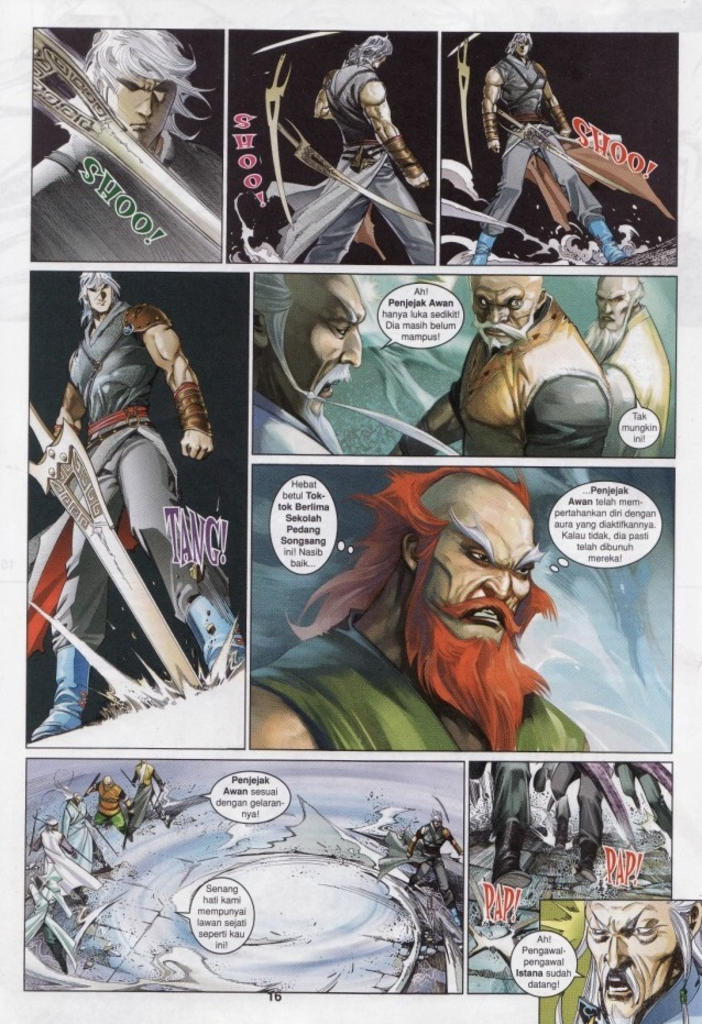 SHOO!
SHOOO!
SHOO!
TANG!
Ah!
Penjejak Awan
hanya luka sedikit!
Dia masih belum
mampus!
Tak
mungkin
ini!
Hebat
betul Tok-
tok Berlima
Sekolah
Pedang
Songsang
ini! Nasib
baik...
...Penjejak
Awan telah mem-
pertahankan diri dengan
aura yang diaktifkannya.
Kalau tidak, dia pasti
telah dibunuh
mereka!
Penjejak
Awan sesuai
dengan gelaran-
nya!
Senang
hati kami
mempunyai
lawan sejati
seperti kau
ini!
PAP!
PAP!
Ah!
Pengawal-
pengawal
Istana sudah
datang!
16